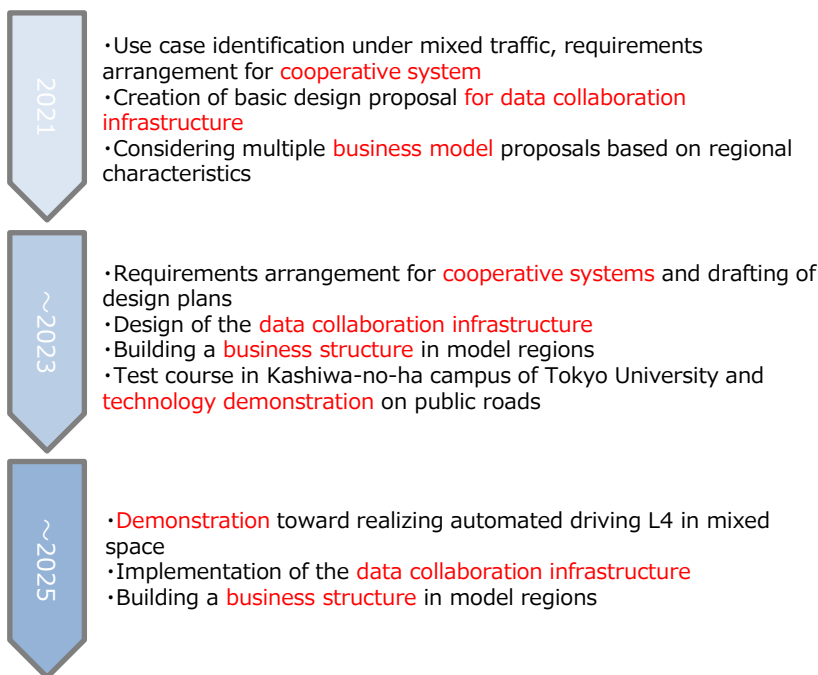 2021
・Use case identification under mixed traffic, requirements
arrangement for cooperative system
・Creation of basic design proposal for data collaboration
infrastructure
・Considering multiple business model proposals based on regional
characteristics
～2023
・Requirements arrangement for cooperative systems and drafting of
design plans
・Design of the data collaboration infrastructure
・Building a business structure in model regions
・Test course in Kashiwa-no-ha campus of Tokyo University and
technology demonstration on public roads
～2025
・Demonstration toward realizing automated driving L4 in mixed
space
・Implementation of the data collaboration infrastructure
・Building a business structure in model regions